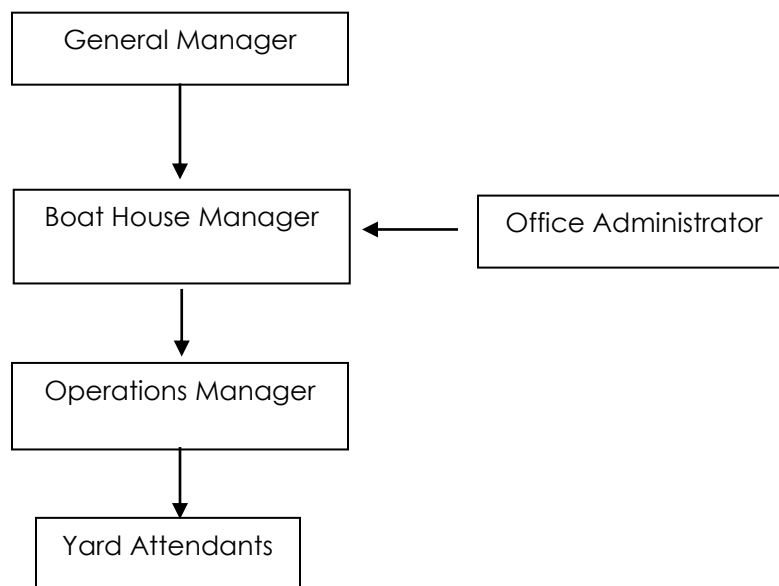 General Manager
Boat House Manager
Office Administrator
Operations Manager
Yard Attendants